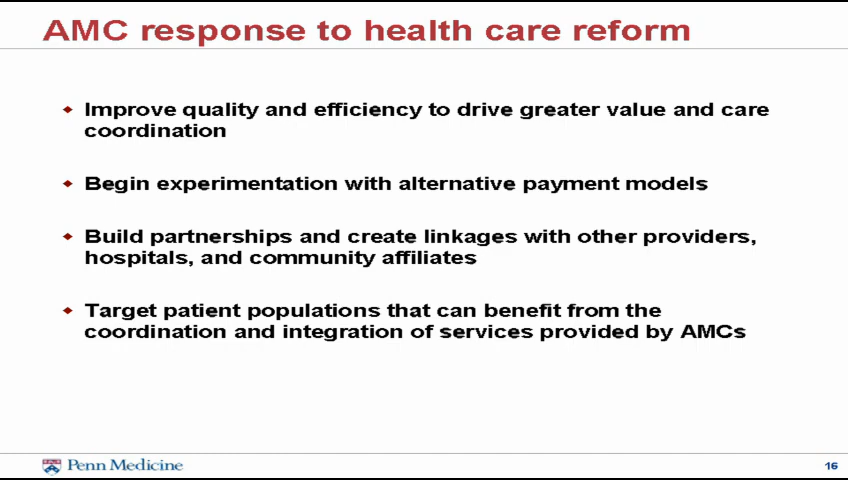 AMC response to health care reform
Improve quality and efficiency to drive greater value and care
coordination
Begin experimentation with alternative payment models
Build partnerships and create linkages with other providers,
hospitals, and community affiliates
Target patient populations that can benefit from the
coordination and integration of services provided by AMCs
Penn Medicine
16